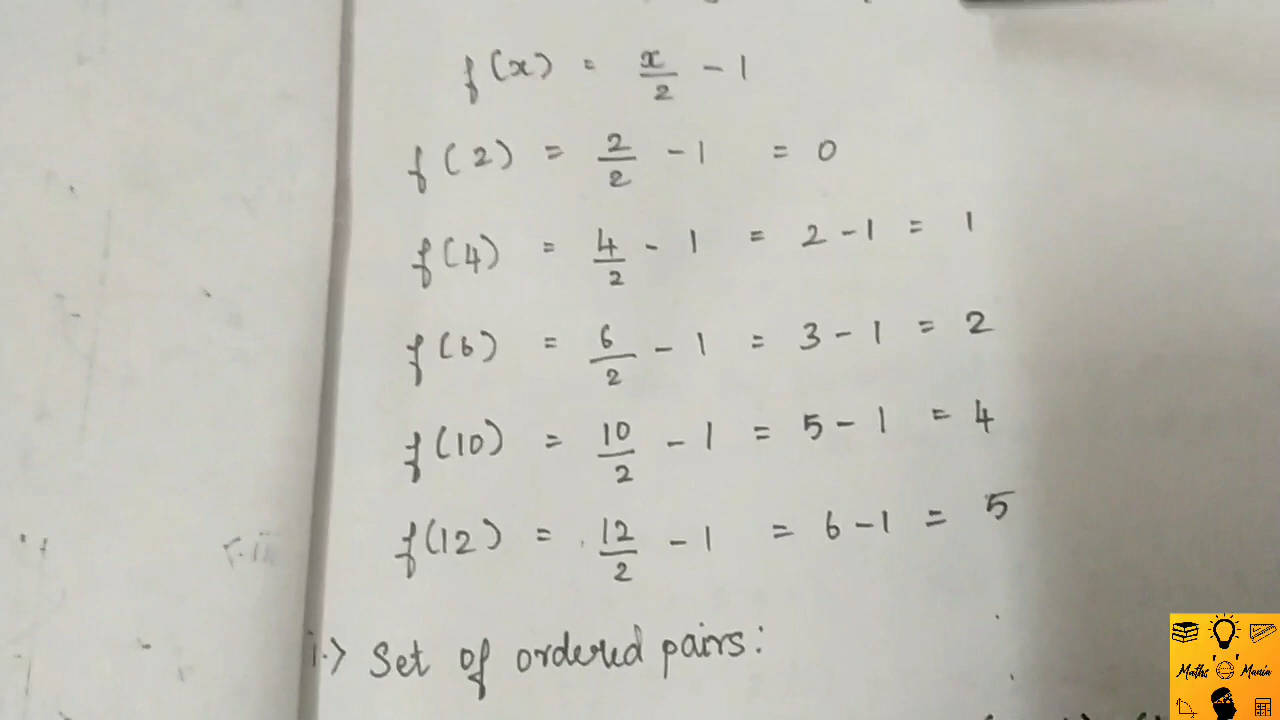 f(x) = x/2 - 1
f(2) = 2/2 - 1 = 0
f(4) = 4/2 - 1 = 2 - 1 = 1
f(6) = 6/2 - 1 = 3 - 1 = 2
f(10) = 10/2 - 1 = 5 - 1 = 4
f(12) = 12/2 - 1 = 6 - 1 = 5
i.) Set of ordered pairs:
Maths Mania